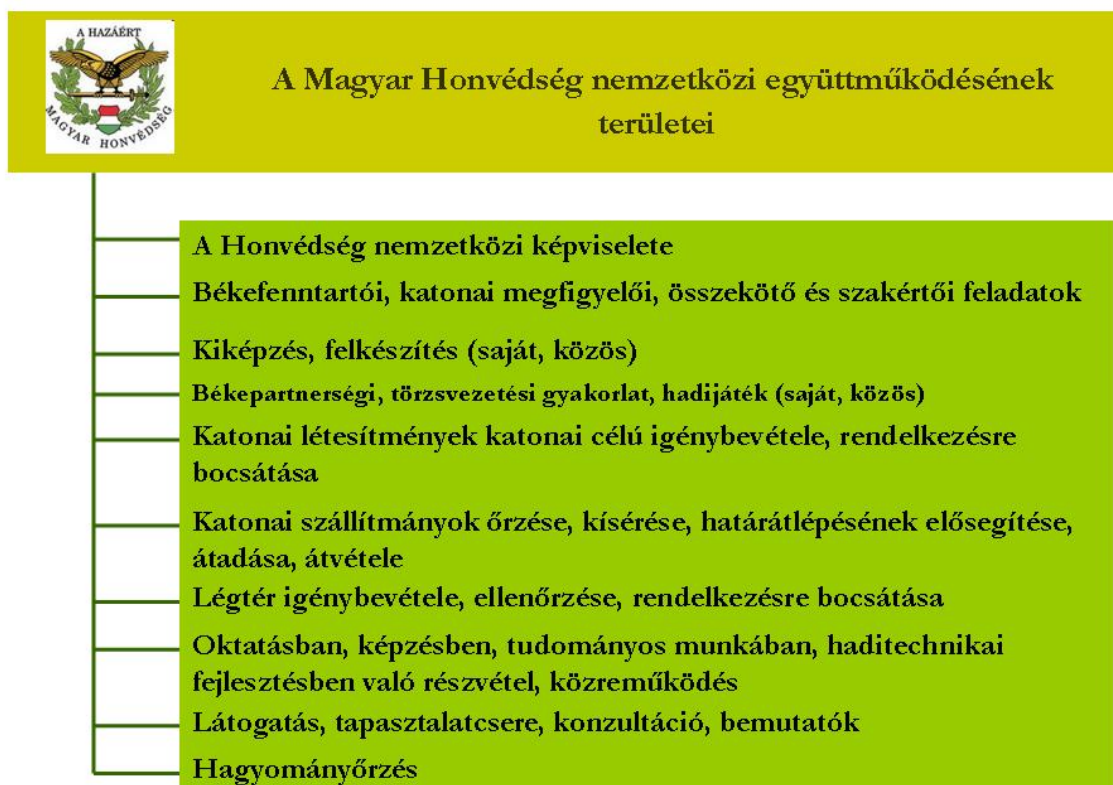 A HAZÁÉRT
MAGYAR HONVÉDSÉG
A Magyar Honvédség nemzetközi együttműködésének
területei
A Honvédség nemzetközi képviselete
Békefenntartói, katonai megfigyelői, összekötő és szakértői feladatok
Kiképzés, felkészítés (saját, közös)
Békepartnerségi, törzsvezetési gyakorlat, hadijáték (saját, közös)
Katonai létesítmények katonai célú igénybevétele, rendelkezésre
bocsátása
Katonai szállítmányok őrzése, kísérése, határátlépésének elősegítése,
átadása, átvétele
Légtér igénybevétele, ellenőrzése, rendelkezésre bocsátása
Oktatásban, képzésben, tudományos munkában, haditechnikai
fejlesztésben való részvétel, közreműködés
Látogatás, tapasztalatcsere, konzultáció, bemutatók
Hagyományőrzés